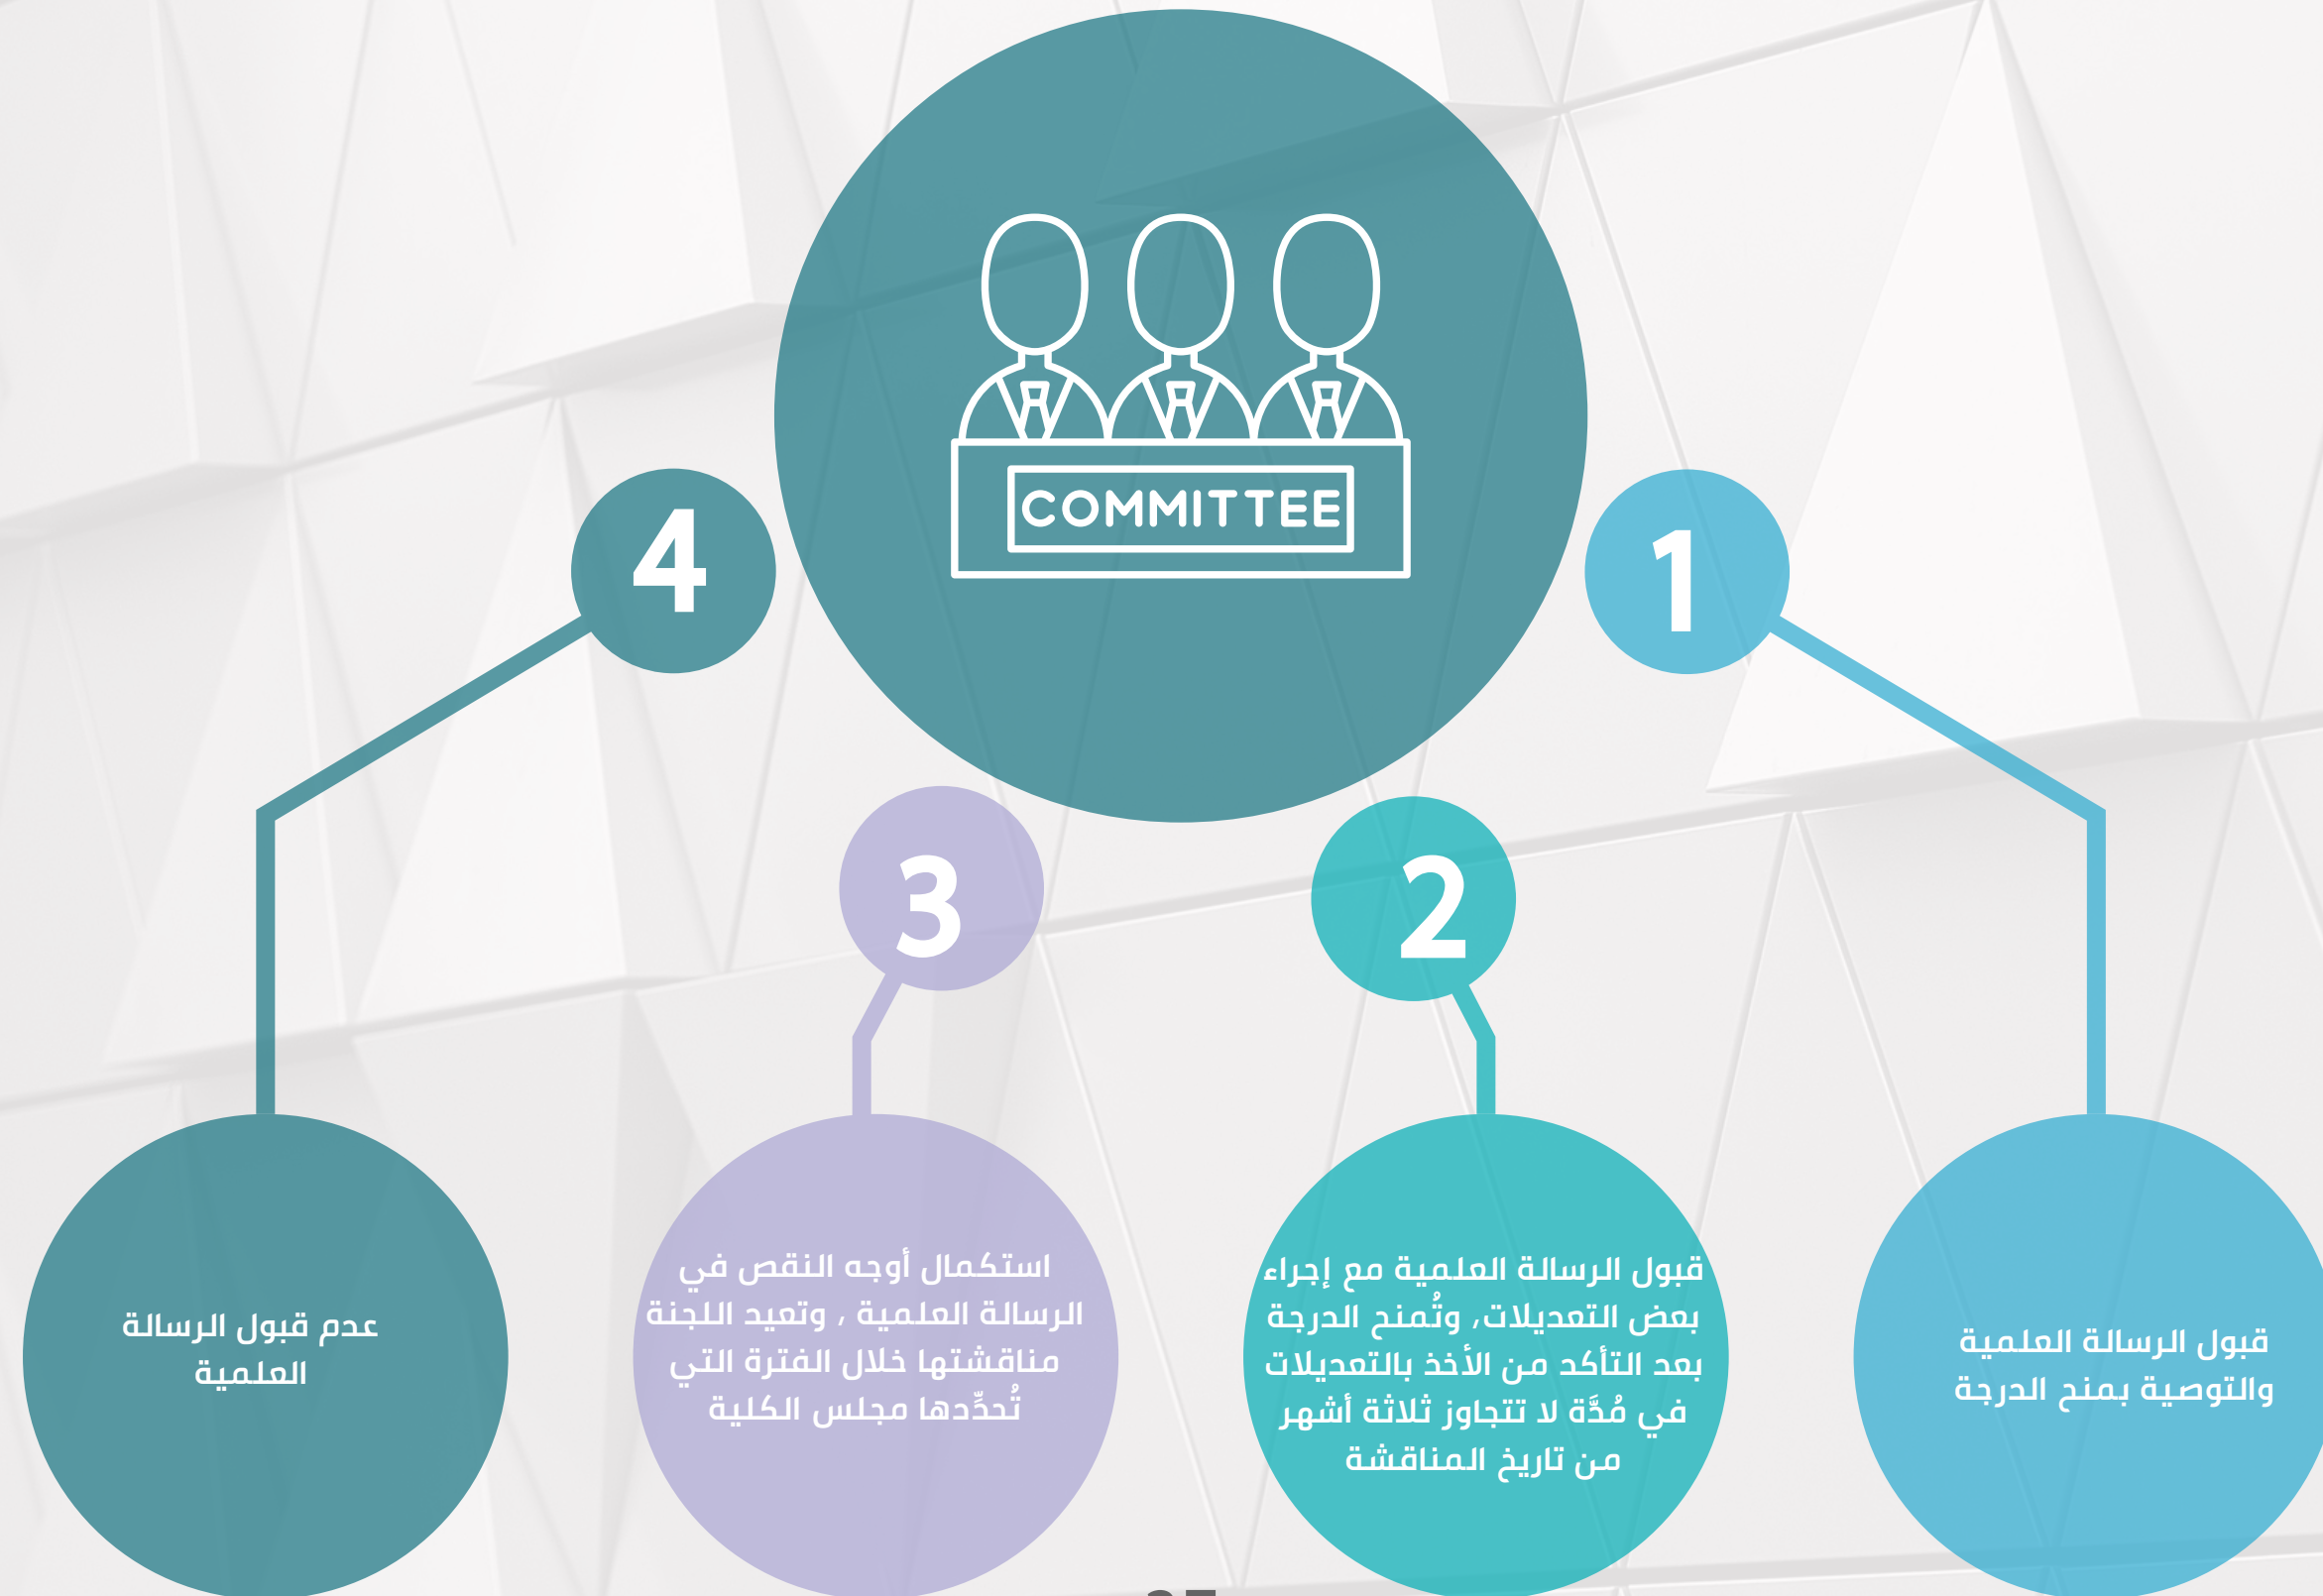 COMMITTEE
1
قبول الرسالة العلمية
والتوصية بمنح الدرجة
2
قبول الرسالة العلمية مع إجراء
بعض التعديلات، وتُمنح الدرجة
بعد التأكد من الأخذ بالتعديلات
في مُدَّة لا تتجاوز ثلاثة أشهر
من تاريخ المناقشة
3
استكمال أوجه النقص في
الرسالة العلمية ، وتعيد اللجنة
مناقشتها خلال الفترة التي
تُحدِّدها مجلس الكلية
4
عدم قبول الرسالة
العلمية